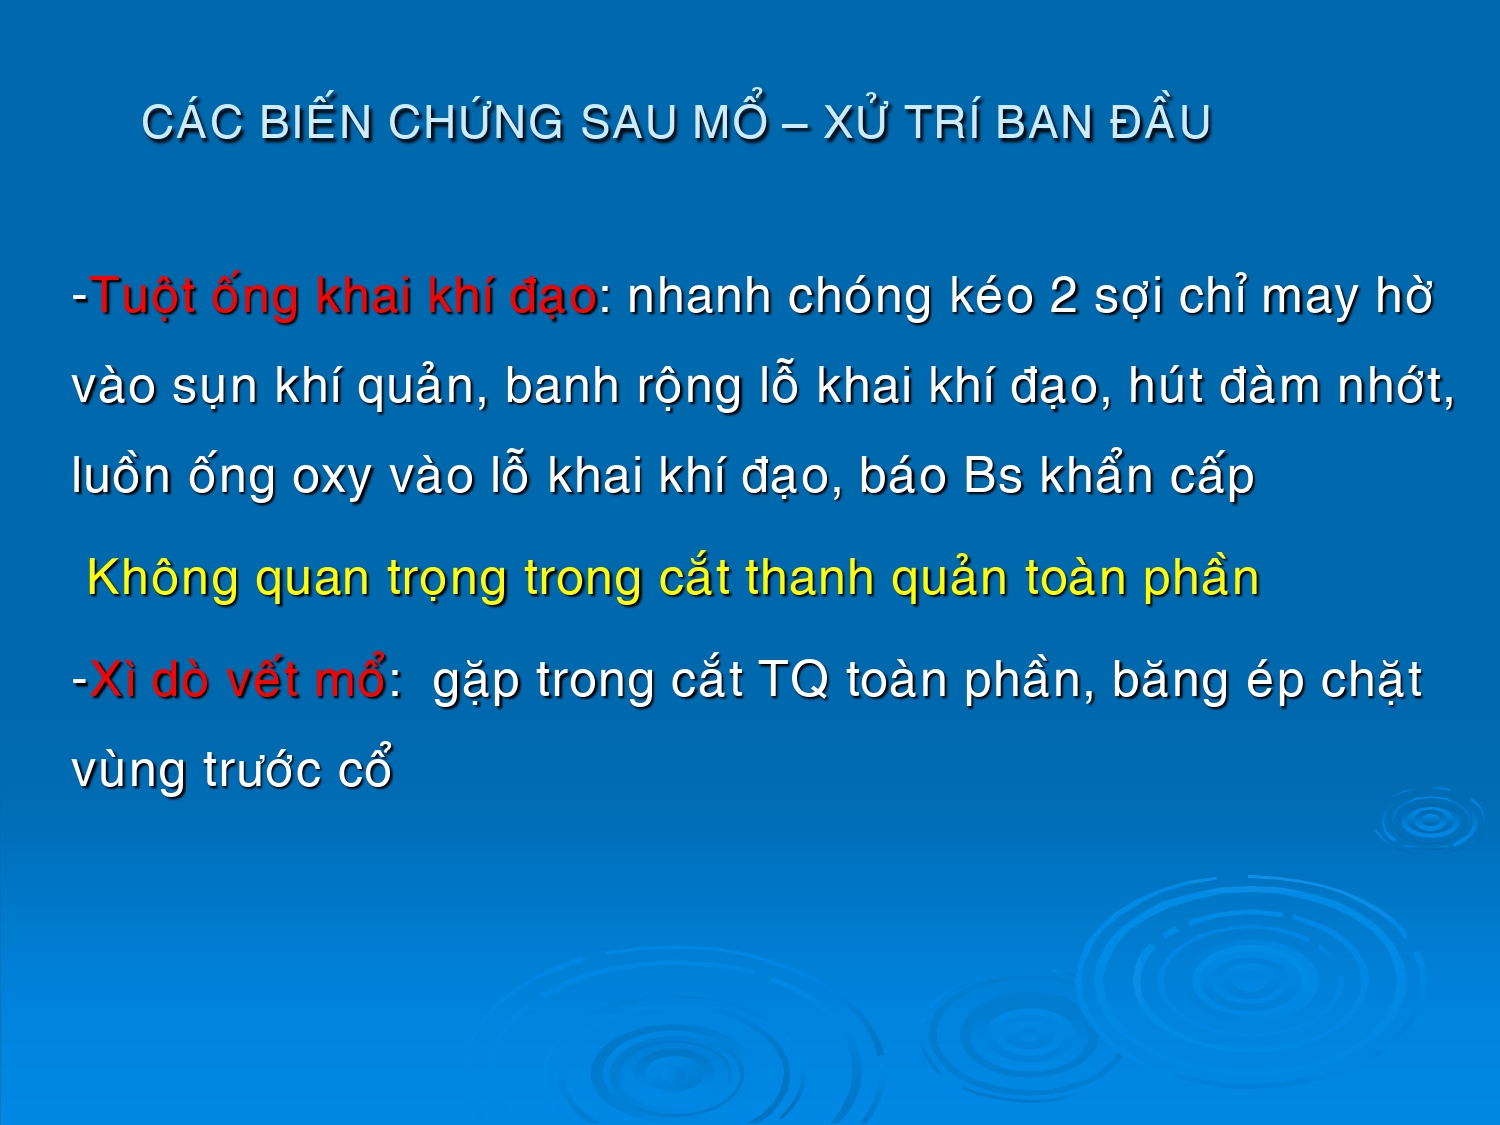 CÁC BIẾN CHỨNG SAU MỔ – XỬ TRÍ BAN ĐẦU
-Tuột ống khai khí đạo: nhanh chóng kéo 2 sợi chỉ may hờ
vào sụn khí quản, banh rộng lỗ khai khí đạo, hút đàm nhớt,
luồn ống oxy vào lỗ khai khí đạo, báo Bs khẩn cấp
Không quan trọng trong cắt thanh quản toàn phần
-Xì dò vết mổ:  gặp trong cắt TQ toàn phần, băng ép chặt
vùng trước cổ